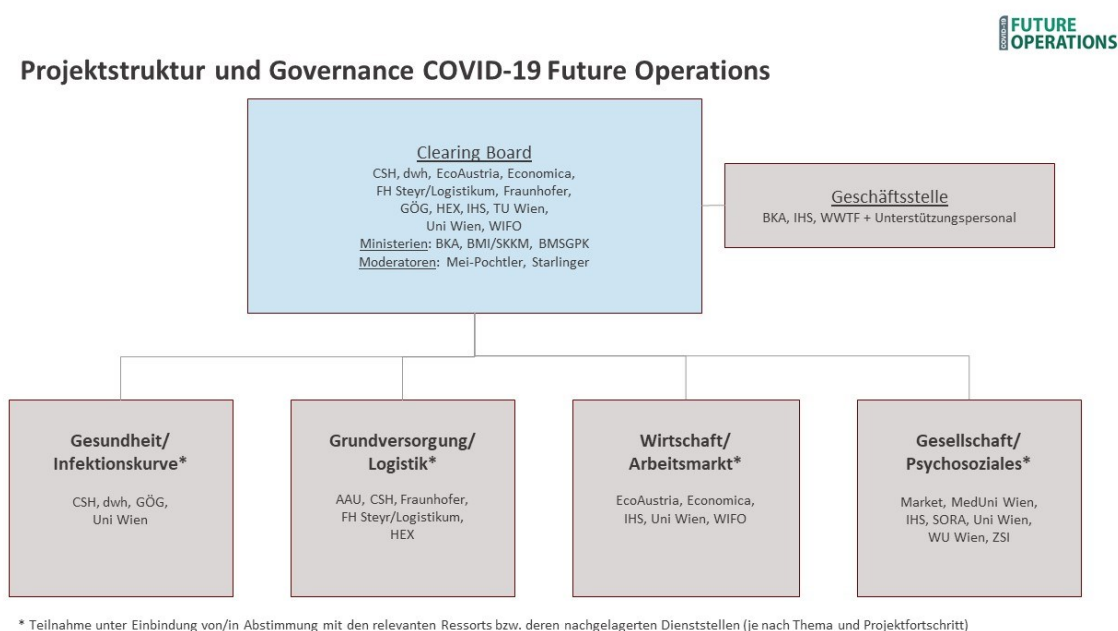 COVID-19
FUTURE
OPERATIONS
Projektstruktur und Governance COVID-19 Future Operations
Clearing Board
CSH, dwh, EcoAustria, Economica,
FH Steyr/Logistikum, Fraunhofer,
GÖG, HEX, IHS, TU Wien,
Uni Wien, WIFO
Ministerien: BKA, BMI/SKKM, BMSGPK
Moderatoren: Mei-Pochtler, Starlinger
Geschäftsstelle
BKA, IHS, WWTF + Unterstützungspersonal
Gesundheit/
Infektionskurve*
CSH, dwh, GÖG,
Uni Wien
Grundversorgung/
Logistik*
AAU, CSH, Fraunhofer,
FH Steyr/Logistikum,
HEX
Wirtschaft/
Arbeitsmarkt*
EcoAustria, Economica,
IHS, Uni Wien, WIFO
Gesellschaft/
Psychosoziales*
Market, MedUni Wien,
IHS, SORA, Uni Wien,
WU Wien, ZSI
* Teilnahme unter Einbindung von/in Abstimmung mit den relevanten Ressorts bzw. deren nachgelagerten Dienststellen (je nach Thema und Projektfortschritt)